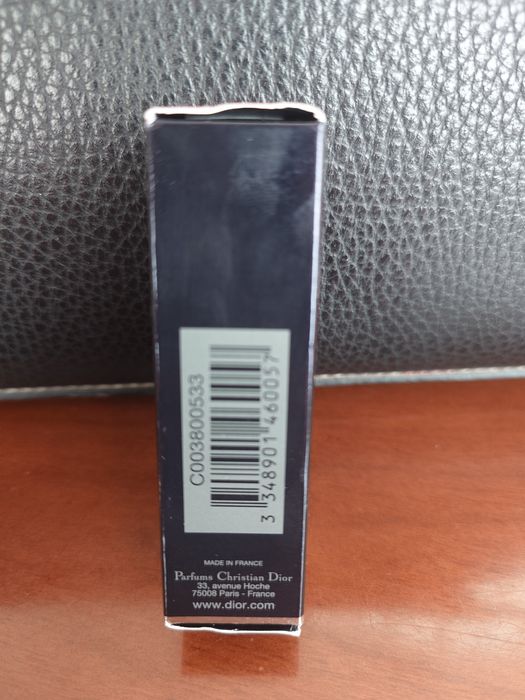 C003800533
3 348901 460057
MADE IN FRANCE
Parfums Christian Dior
33, avenue Hoche
75008 Paris - France
www.dior.com